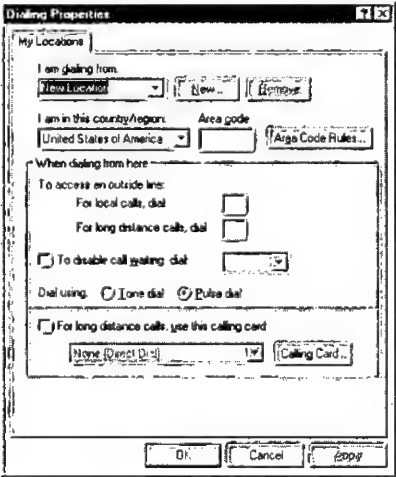 Dialing Properties
My Locations
I am dialing from:
New Location New... Remove
I am in this country/region: Area code
United States of America Area Code Rules...
When dialing from here
To access an outside line:
For local calls, dial
For long distance calls, dial
To disable call waiting dial:
Dial using: Tone dial Pulse dial
For long distance calls, use this calling card
None (Direct Dial) Calling Card...
OK Cancel Apply